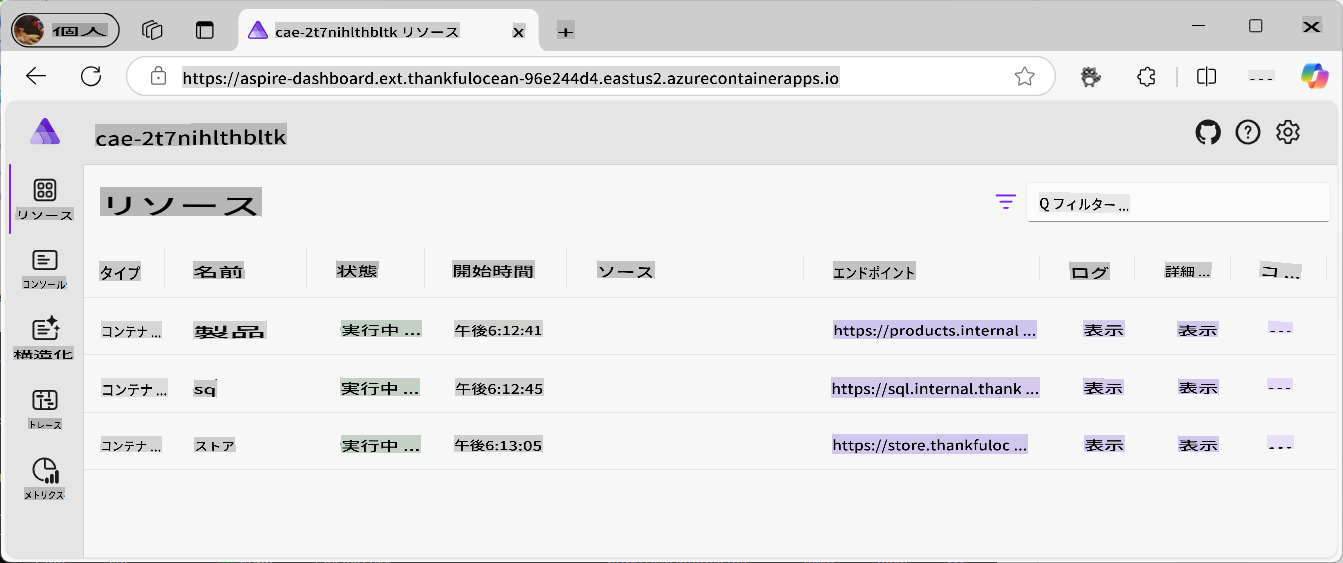 個人
cae-2t7nihlthbltk リソース
https://aspire-dashboard.ext.thankfulocean-96e244d4.eastus2.azurecontainerapps.io
cae-2t7nihlthbltk
リソース
コンソール
構造化
トレース
メトリクス
リソース
Q フィルター...
タイプ 名前 状態 開始時間 ソース エンドポイント ログ 詳細 ... コ ...
コンテナ ... 製品 実行中 ... 午後6:12:41 https://products.internal ... 表示 表示 ...
コンテナ ... sq 実行中 ... 午後6:12:45 https://sql.internal.thank ... 表示 表示 ...
コンテナ ... ストア 実行中 ... 午後6:13:05 https://store.thankfuloc ... 表示 表示 ...